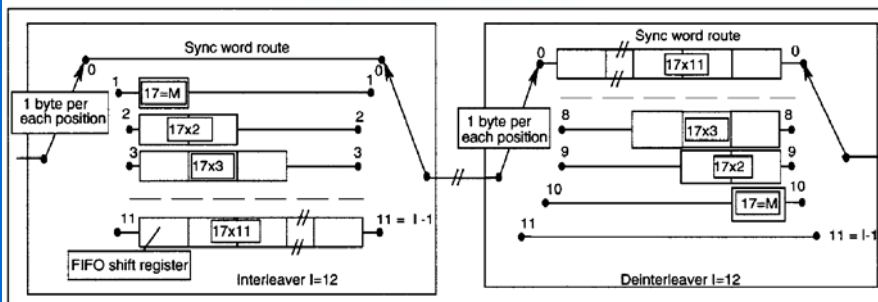 Sync word route
0
0
1 byte per
each position
1
17=M
1
2
17x2
2
3
17x3
3
11
17x11
11 = I-1
FIFO shift register
Interleaver I=12
Sync word route
0
17x11
0
1 byte per
each position
8
17x3
8
9
17x2
9
10
17=M
10
11
11 = I-1
Deinterleaver I=12